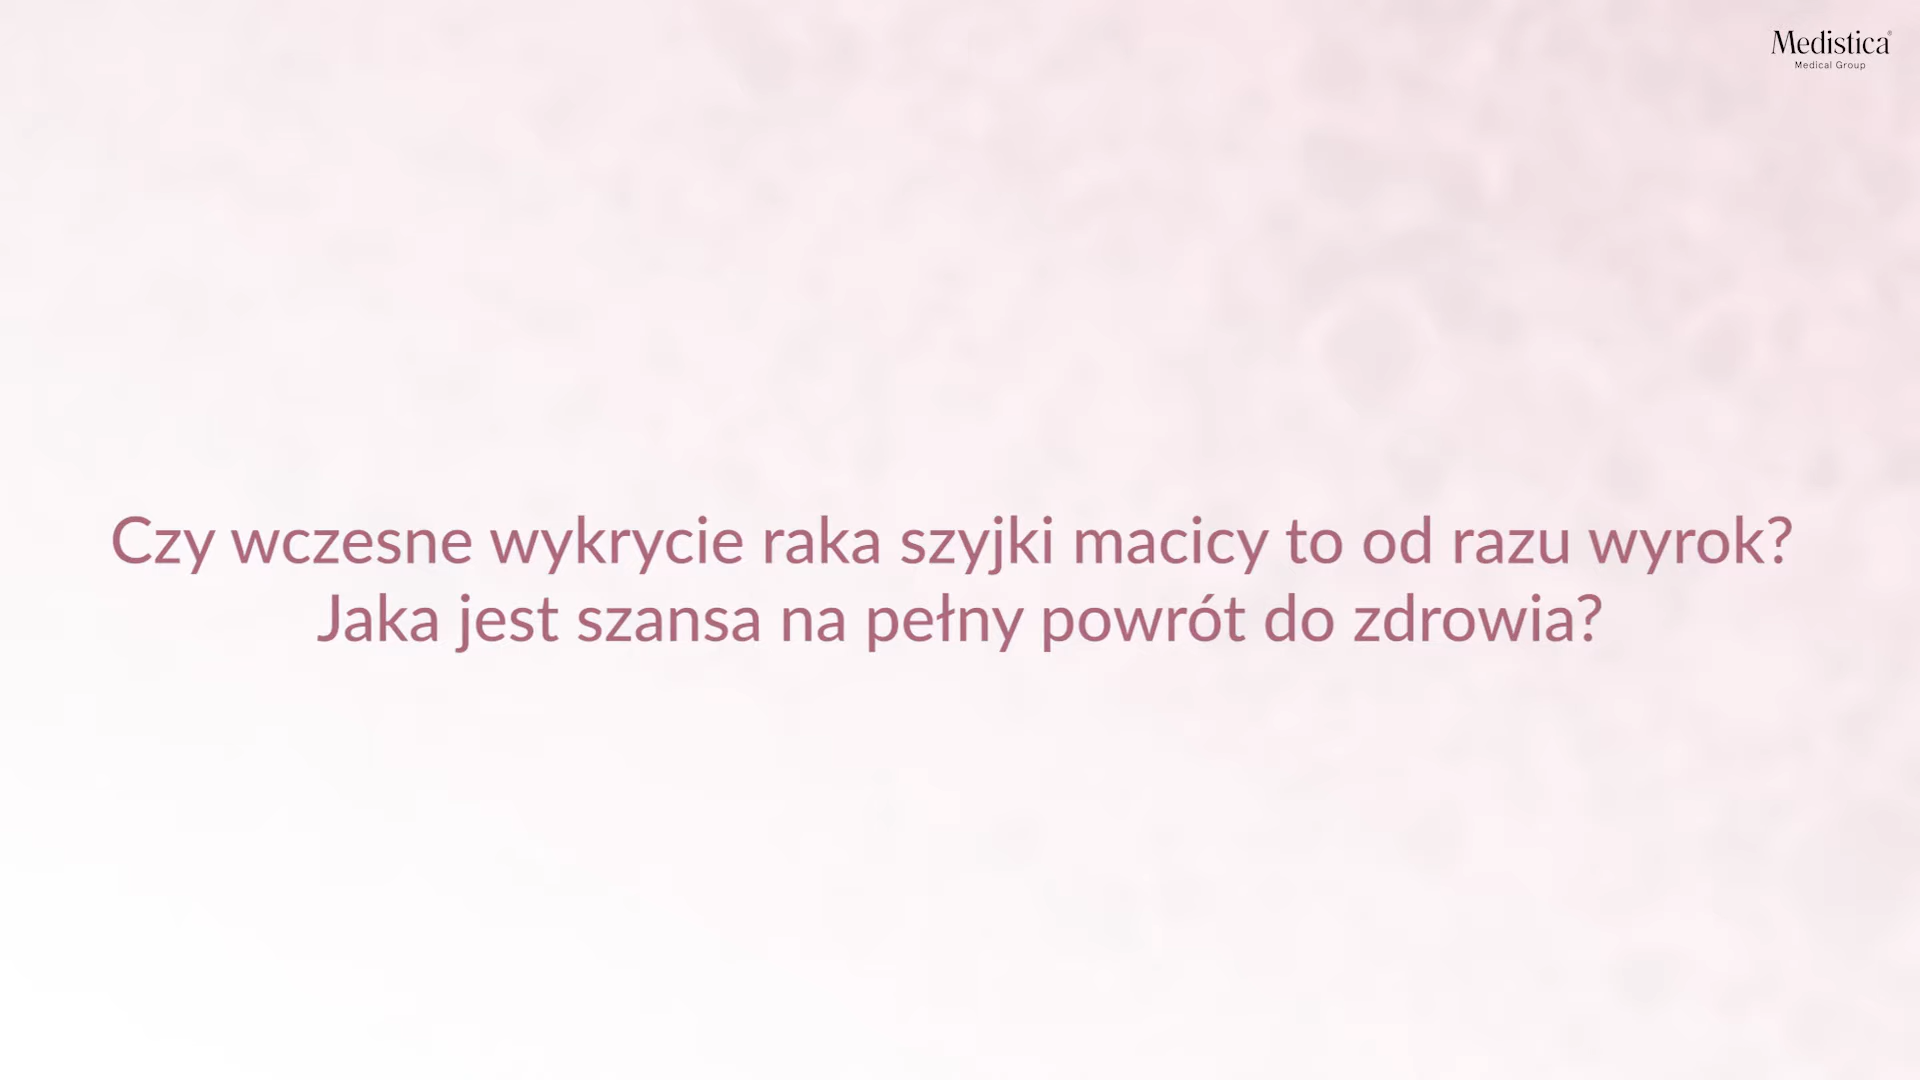 Medistica®
Medical Group
Czy wczesne wykrycie raka szyjki macicy to od razu wyrok?
Jaka jest szansa na pełny powrót do zdrowia?